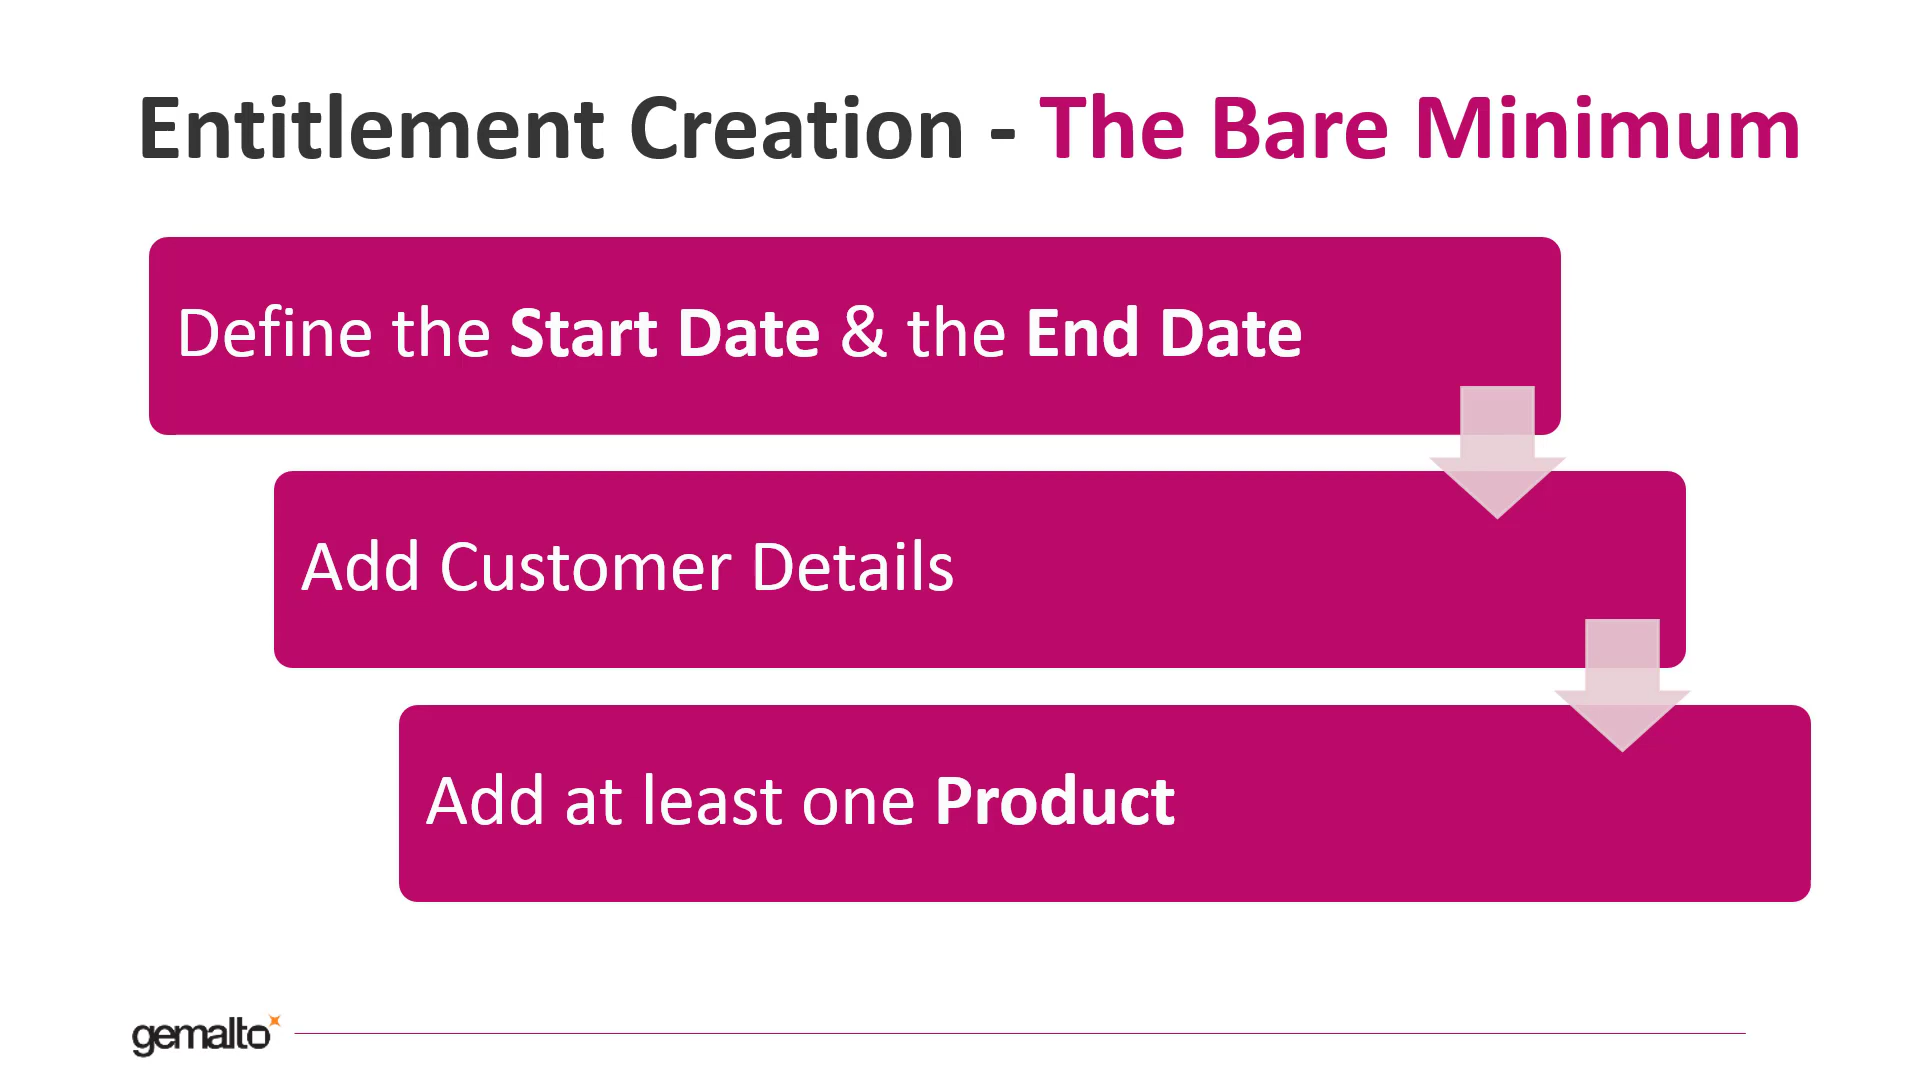 Entitlement Creation - The Bare Minimum
Define the Start Date & the End Date
Add Customer Details
Add at least one Product
gemalto